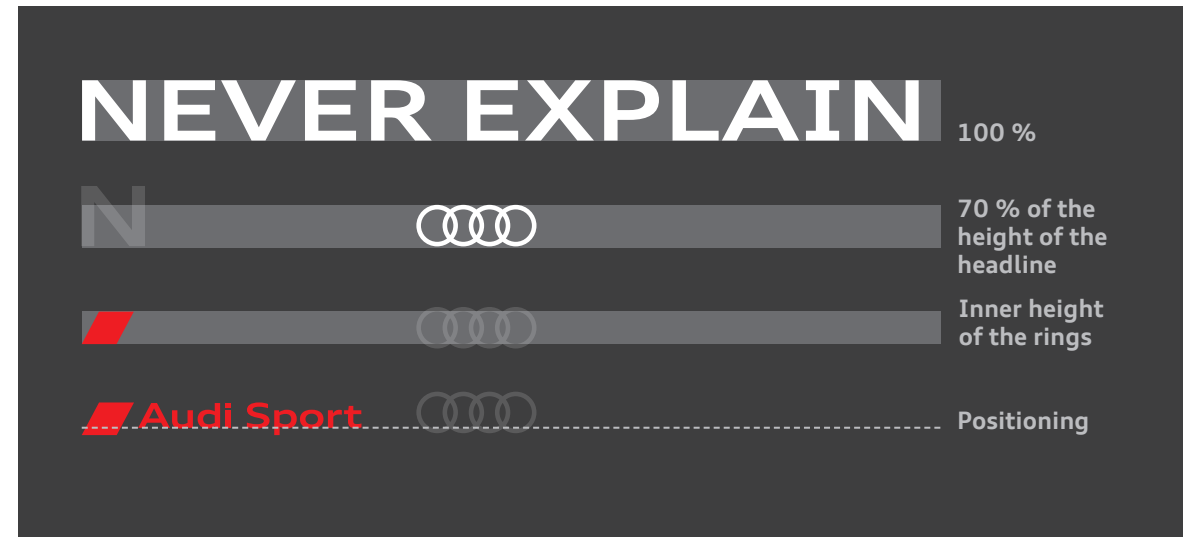 NEVER EXPLAIN
100 %
N
70 % of the
height of the
headline
Inner height
of the rings
Audi Sport
Positioning